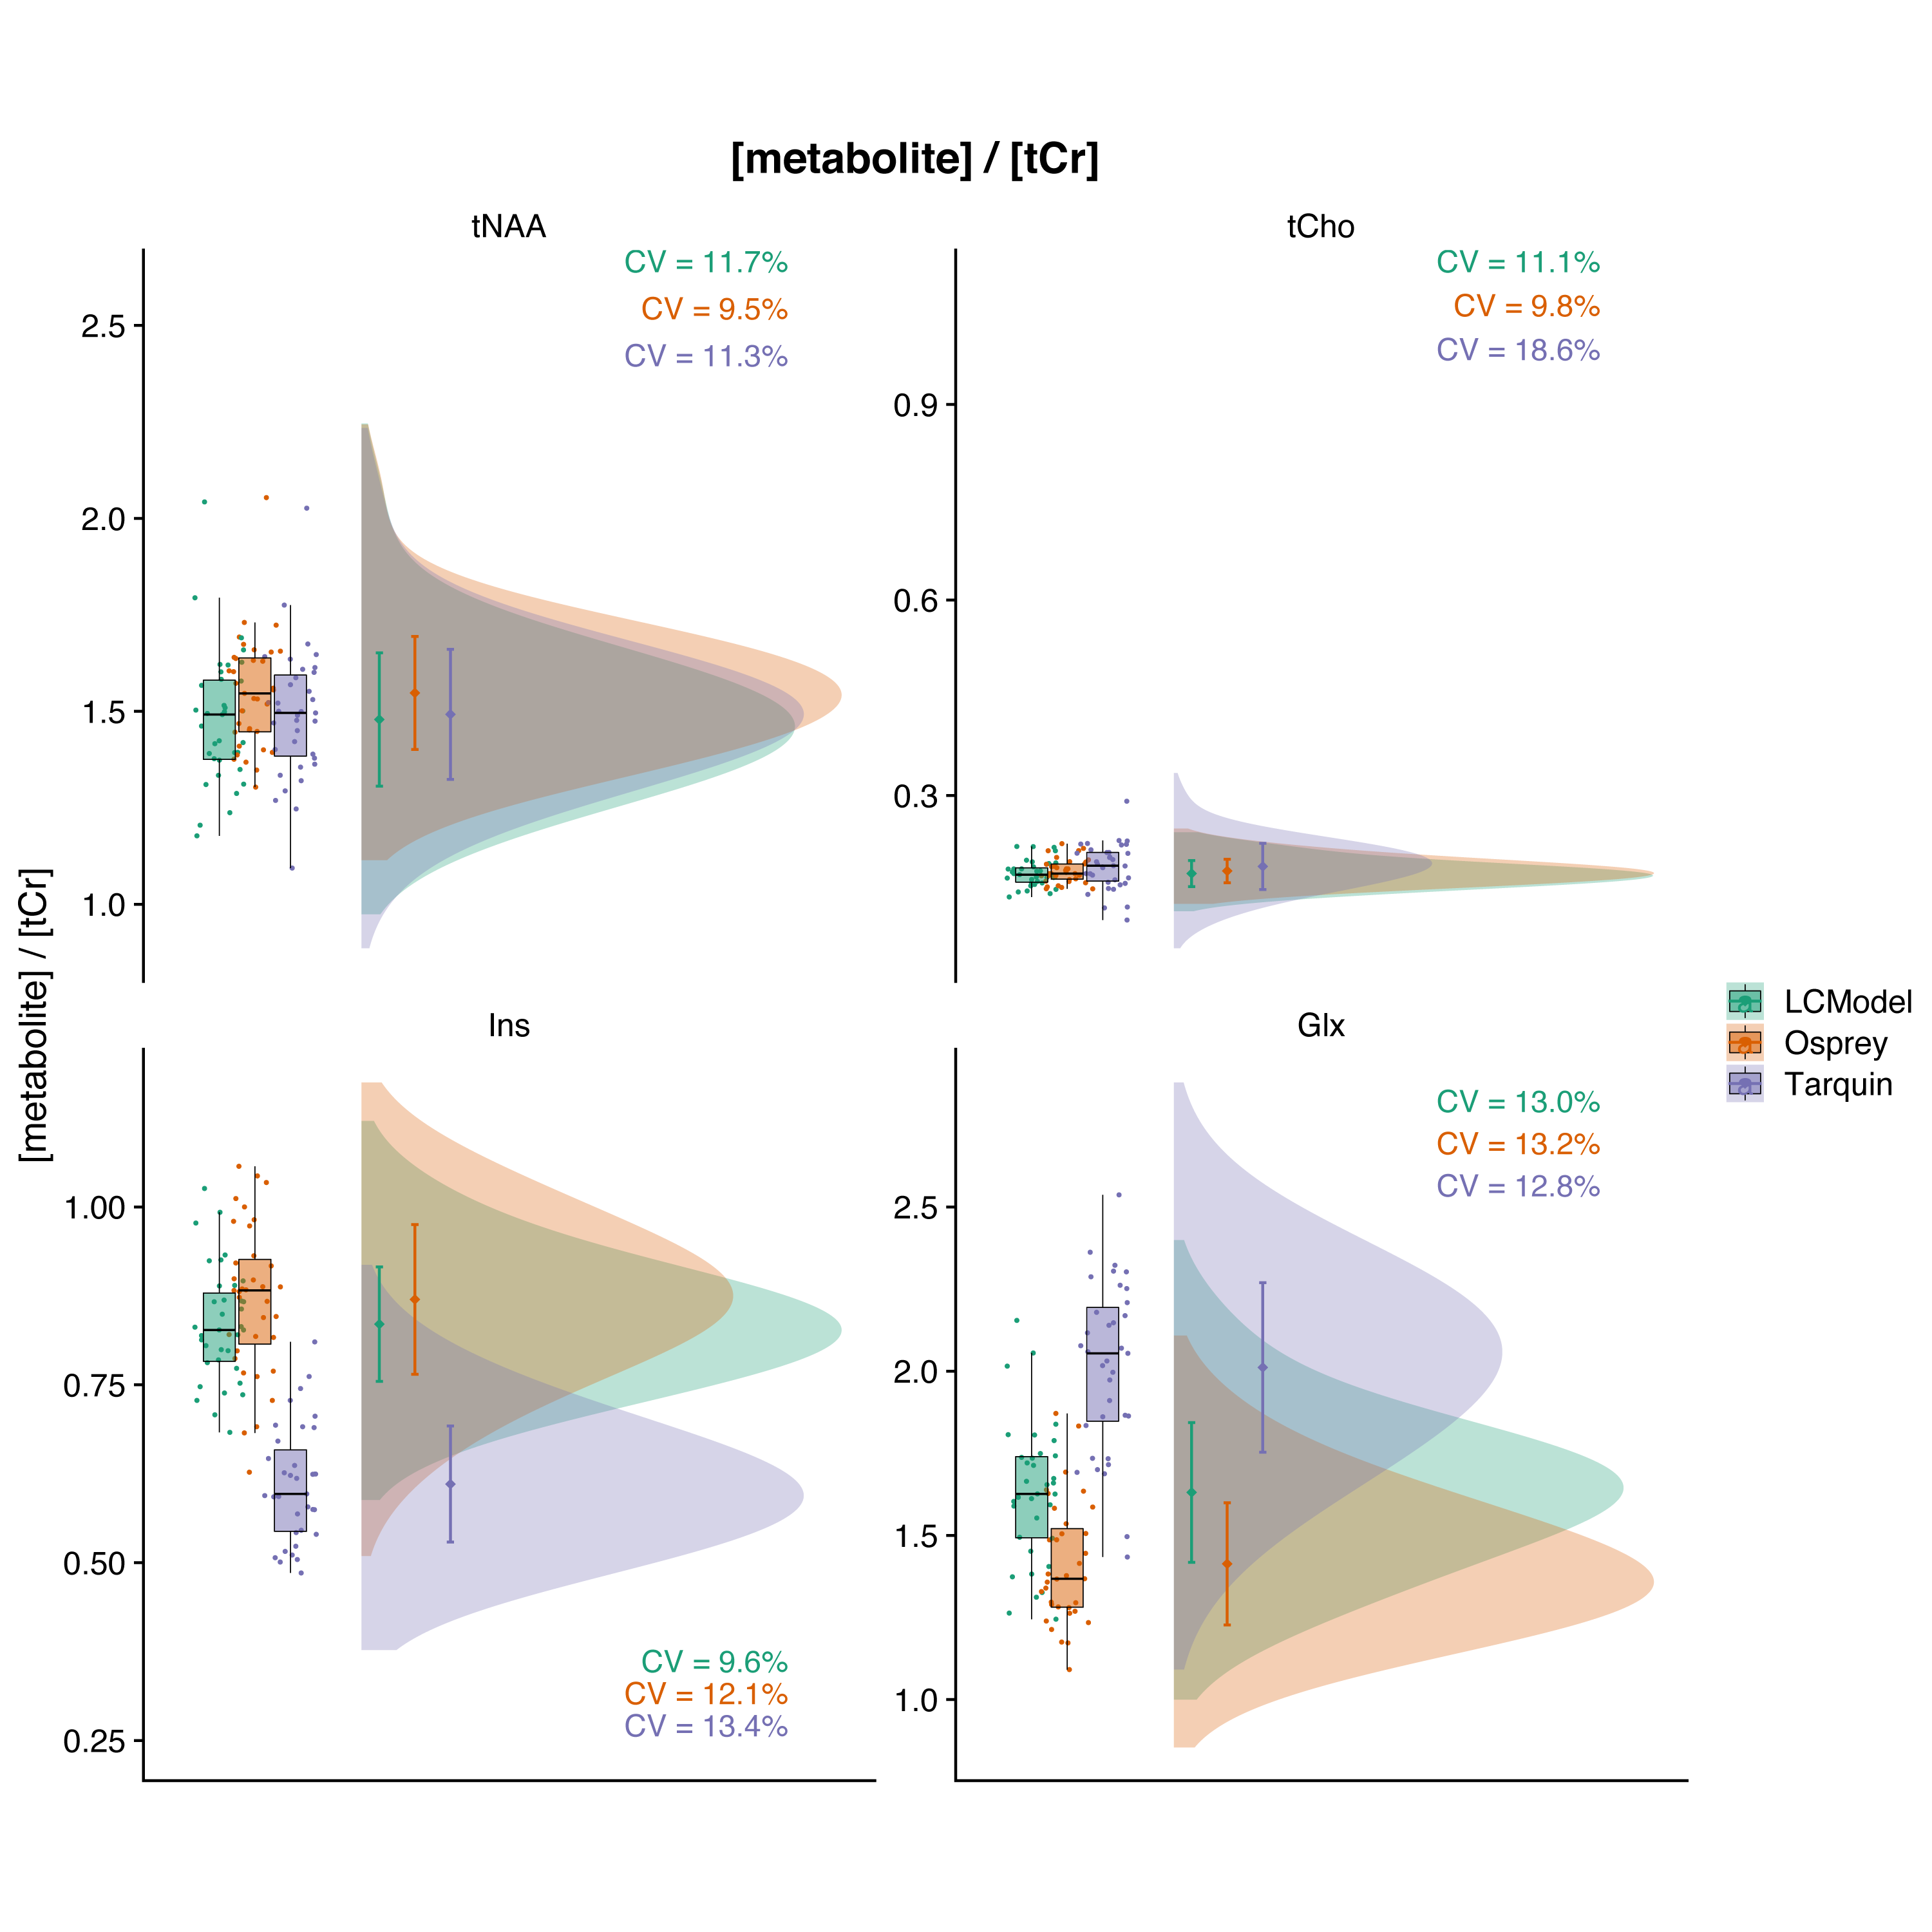 [metabolite] / [tCr]
tNAA
CV = 11.7%
CV = 9.5%
CV = 11.3%
2.5
2.0
1.5
1.0
tCho
CV = 11.1%
CV = 9.8%
CV = 18.6%
0.9
0.6
0.3
[metabolite] / [tCr]
Ins
1.00
0.75
0.50
0.25
CV = 9.6%
CV = 12.1%
CV = 13.4%
Glx
CV = 13.0%
CV = 13.2%
CV = 12.8%
2.5
2.0
1.5
1.0
LCModel
Osprey
Tarquin